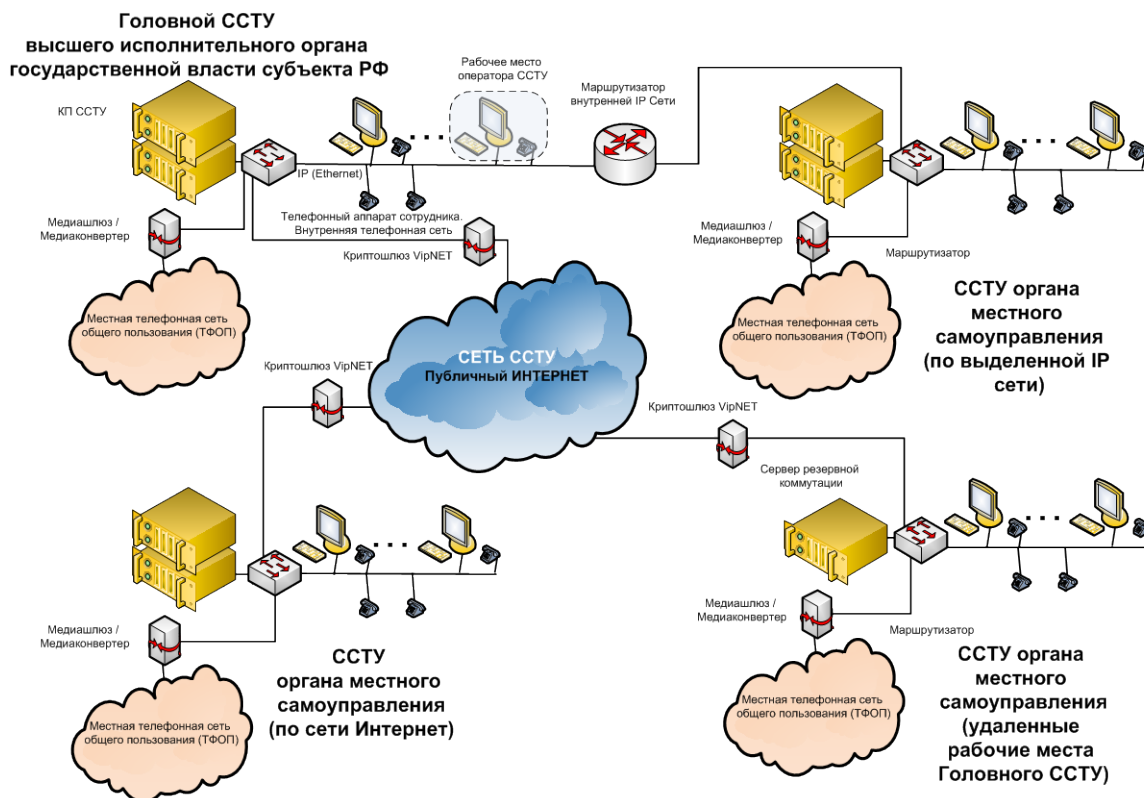 Головной ССТУ
высшего исполнительного органа
государственной власти субъекта РФ
КП ССТУ
Рабочее место
оператора ССТУ
Маршрутизатор
внутренней IP Сети
IP (Ethernet)
Медиашлюз /
Медиаконвертер
Телефонный аппарат сотрудника.
Внутренняя телефонная сеть
Криптошлюз VipNET
Местная телефонная сеть
общего пользования (ТФОП)
Медиашлюз /
Медиаконвертер
Маршрутизатор
Местная телефонная сеть
общего пользования (ТФОП)
ССТУ органа
местного
самоуправления
(по выделенной IP
сети)
СЕТЬ ССТУ
Публичный ИНТЕРНЕТ
Криптошлюз VipNET
Криптошлюз VipNET
Сервер резервной
коммутации
Медиашлюз /
Медиаконвертер
Местная телефонная сеть
общего пользования (ТФОП)
ССТУ
органа местного
самоуправления
(по сети Интернет)
Медиашлюз /
Медиаконвертер
Маршрутизатор
Местная телефонная сеть
общего пользования (ТФОП)
ССТУ органа
местного
самоуправления
(удаленные
рабочие места
Головного ССТУ)